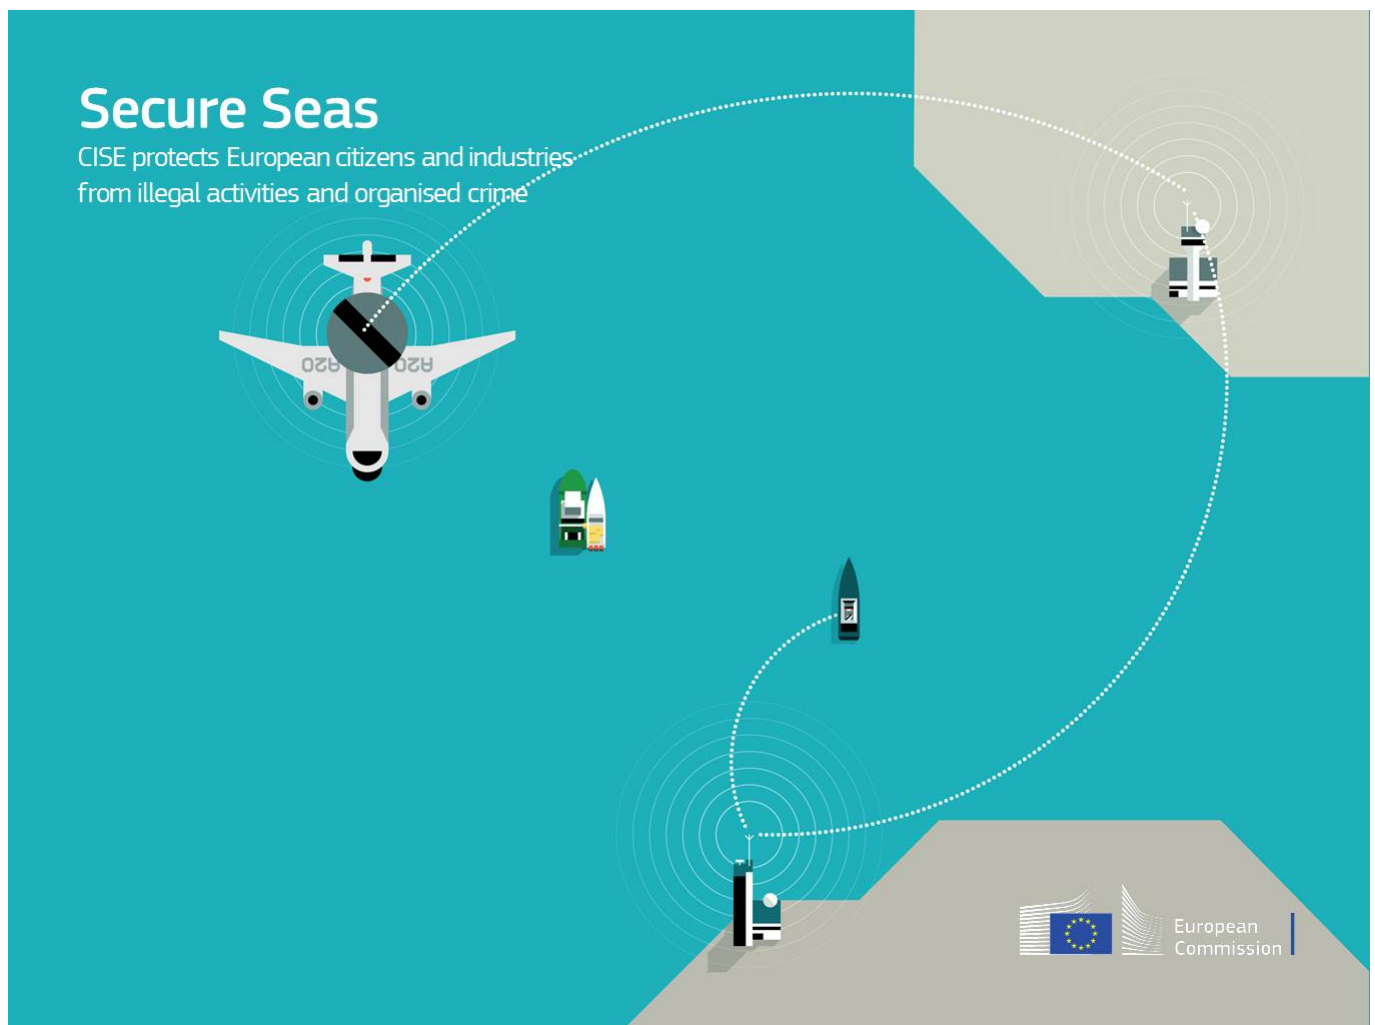 Secure Seas
CISE protects European citizens and industries
from illegal activities and organised crime
A20 A20
European
Commission